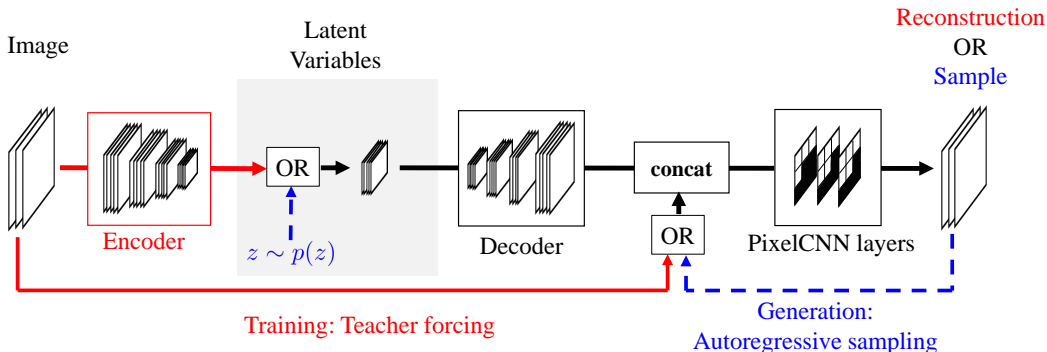 Image
Latent
Variables
Reconstruction
OR
Sample
OR
concat
Encoder
z ∼ p(z)
Decoder
OR
PixelCNN layers
Training: Teacher forcing
Generation:
Autoregressive sampling